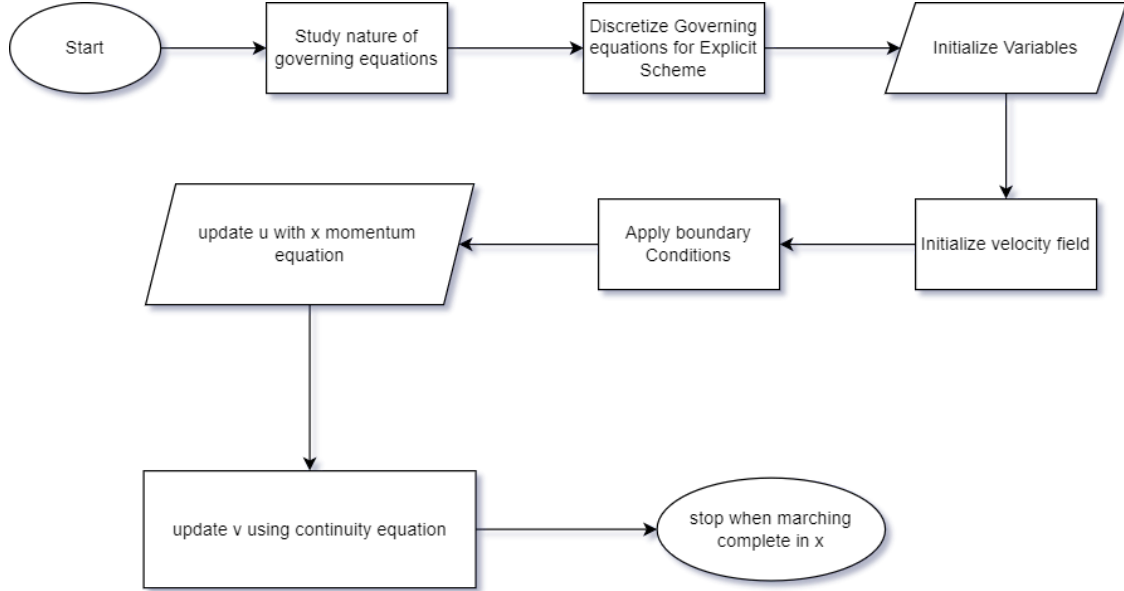 Start
Study nature of
governing equations
Discretize Governing
equations for Explicit
Scheme
Initialize Variables
Initialize velocity field
Apply boundary
Conditions
update u with x momentum
equation
update v using continuity equation
stop when marching
complete in x